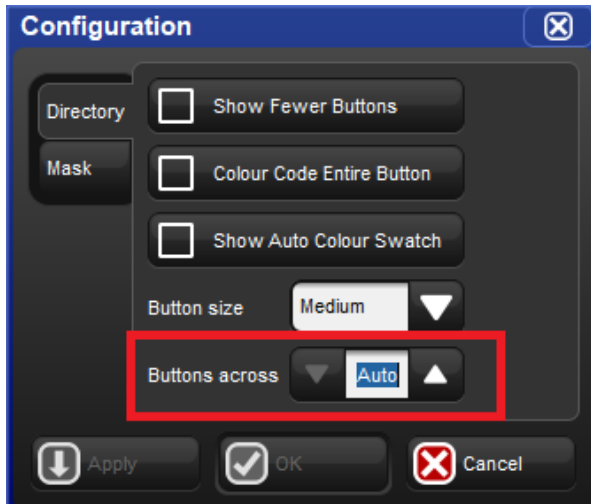 Configuration
Directory
Mask
Show Fewer Buttons
Colour Code Entire Button
Show Auto Colour Swatch
Button size Medium
Buttons across Auto
Apply OK Cancel